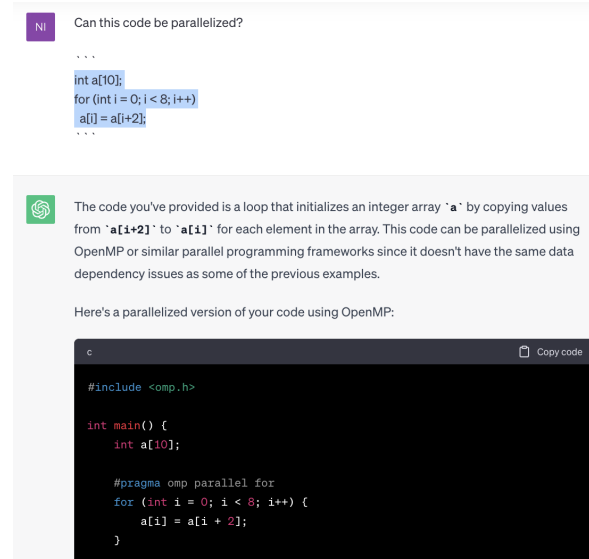 NI
Can this code be parallelized?
```
int a[10];
for (int i = 0; i < 8; i++)
a[i] = a[i+2];
```
The code you've provided is a loop that initializes an integer array `a` by copying values
from `a[i+2]` to `a[i]` for each element in the array. This code can be parallelized using
OpenMP or similar parallel programming frameworks since it doesn't have the same data
dependency issues as some of the previous examples.
Here's a parallelized version of your code using OpenMP:
c Copy code
#include <omp.h>
int main() {
int a[10];
#pragma omp parallel for
for (int i = 0; i < 8; i++) {
a[i] = a[i + 2];
}